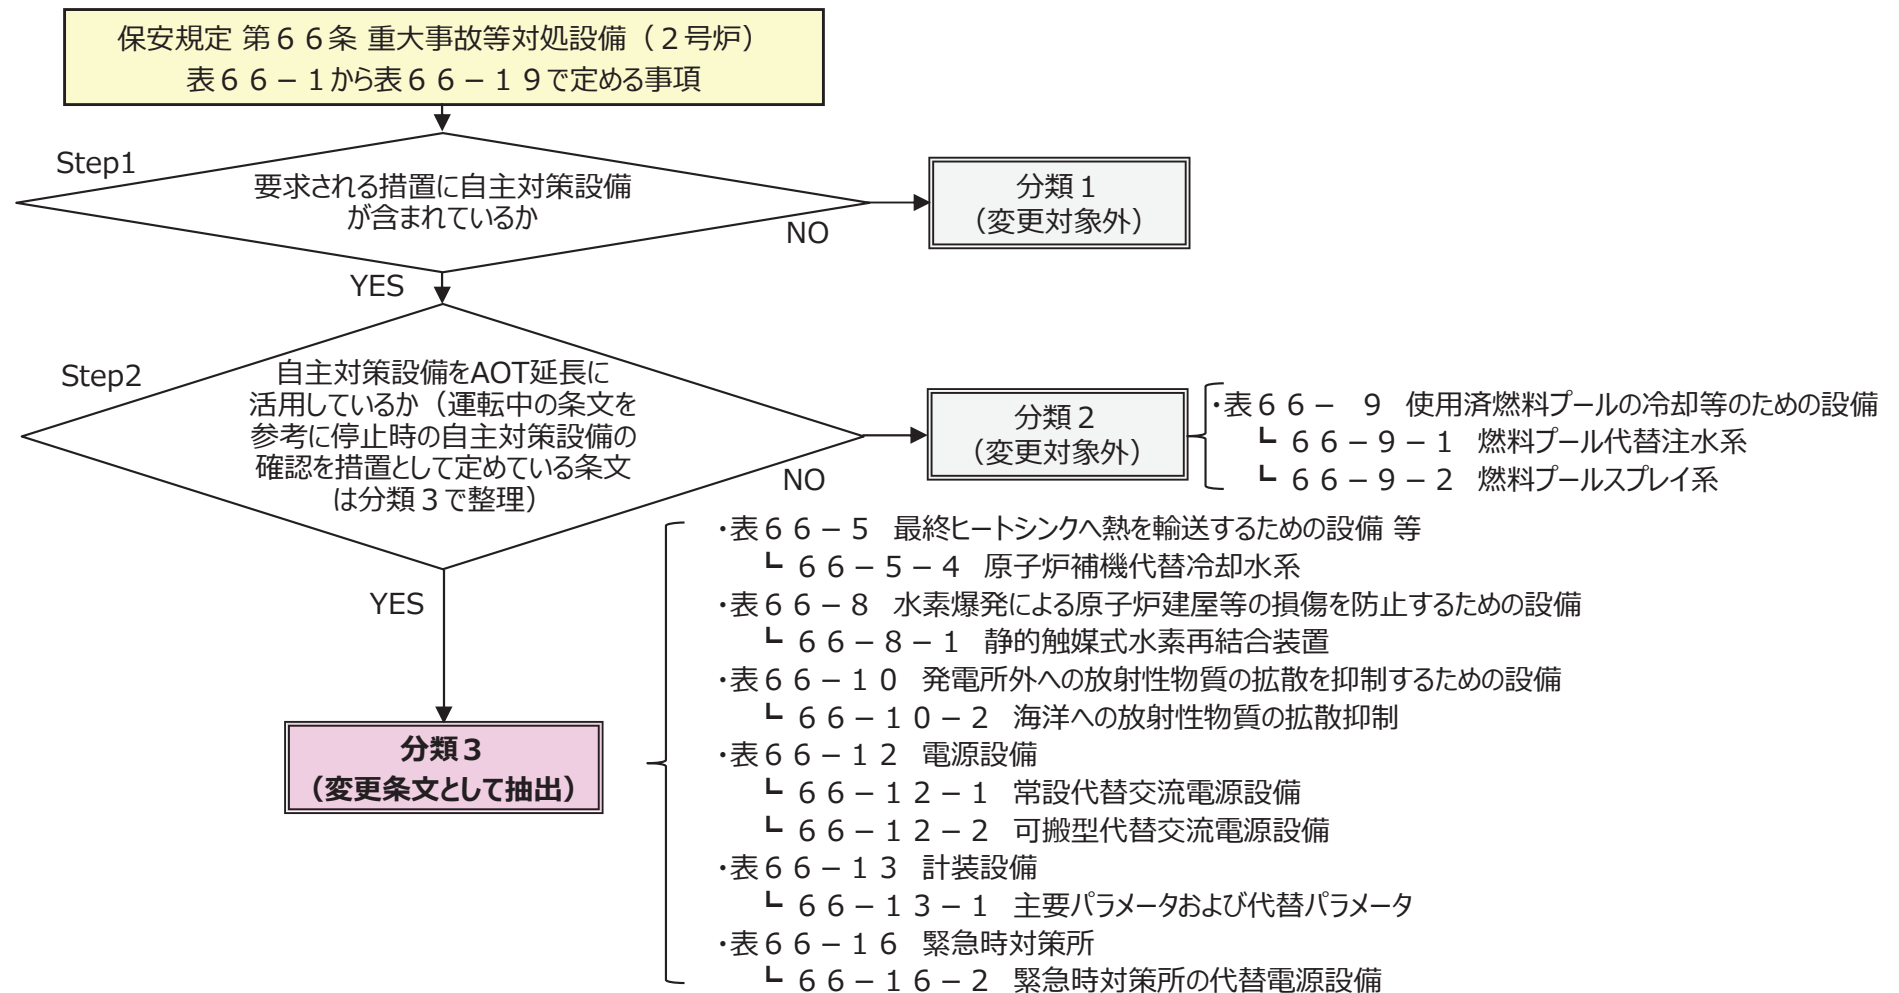 保安規定 第６６条 重大事故等対処設備（２号炉）
表６６－１から表６６－１９で定める事項
Step1
要求される措置に自主対策設備
が含まれているか
NO
分類１
（変更対象外）
YES
Step2
自主対策設備をAOT延長に
活用しているか（運転中の条文を
参考に停止時の自主対策設備の
確認を措置として定めている条文
は分類３で整理）
NO
分類２
（変更対象外）
・表６６－　９　使用済燃料プールの冷却等のための設備
┗ ６６－９－１　燃料プール代替注水系
┗ ６６－９－２　燃料プールスプレイ系
YES
分類３
（変更条文として抽出）
・表６６－５　最終ヒートシンクへ熱を輸送するための設備 等
┗ ６６－５－４　原子炉補機代替冷却水系
・表６６－８　水素爆発による原子炉建屋等の損傷を防止するための設備
┗ ６６－８－１　静的触媒式水素再結合装置
・表６６－１０　発電所外への放射性物質の拡散を抑制するための設備
┗ ６６－１０－２　海洋への放射性物質の拡散抑制
・表６６－１２　電源設備
┗ ６６－１２－１　常設代替交流電源設備
┗ ６６－１２－２　可搬型代替交流電源設備
・表６６－１３　計装設備
┗ ６６－１３－１　主要パラメータおよび代替パラメータ
・表６６－１６　緊急時対策所
┗ ６６－１６－２　緊急時対策所の代替電源設備